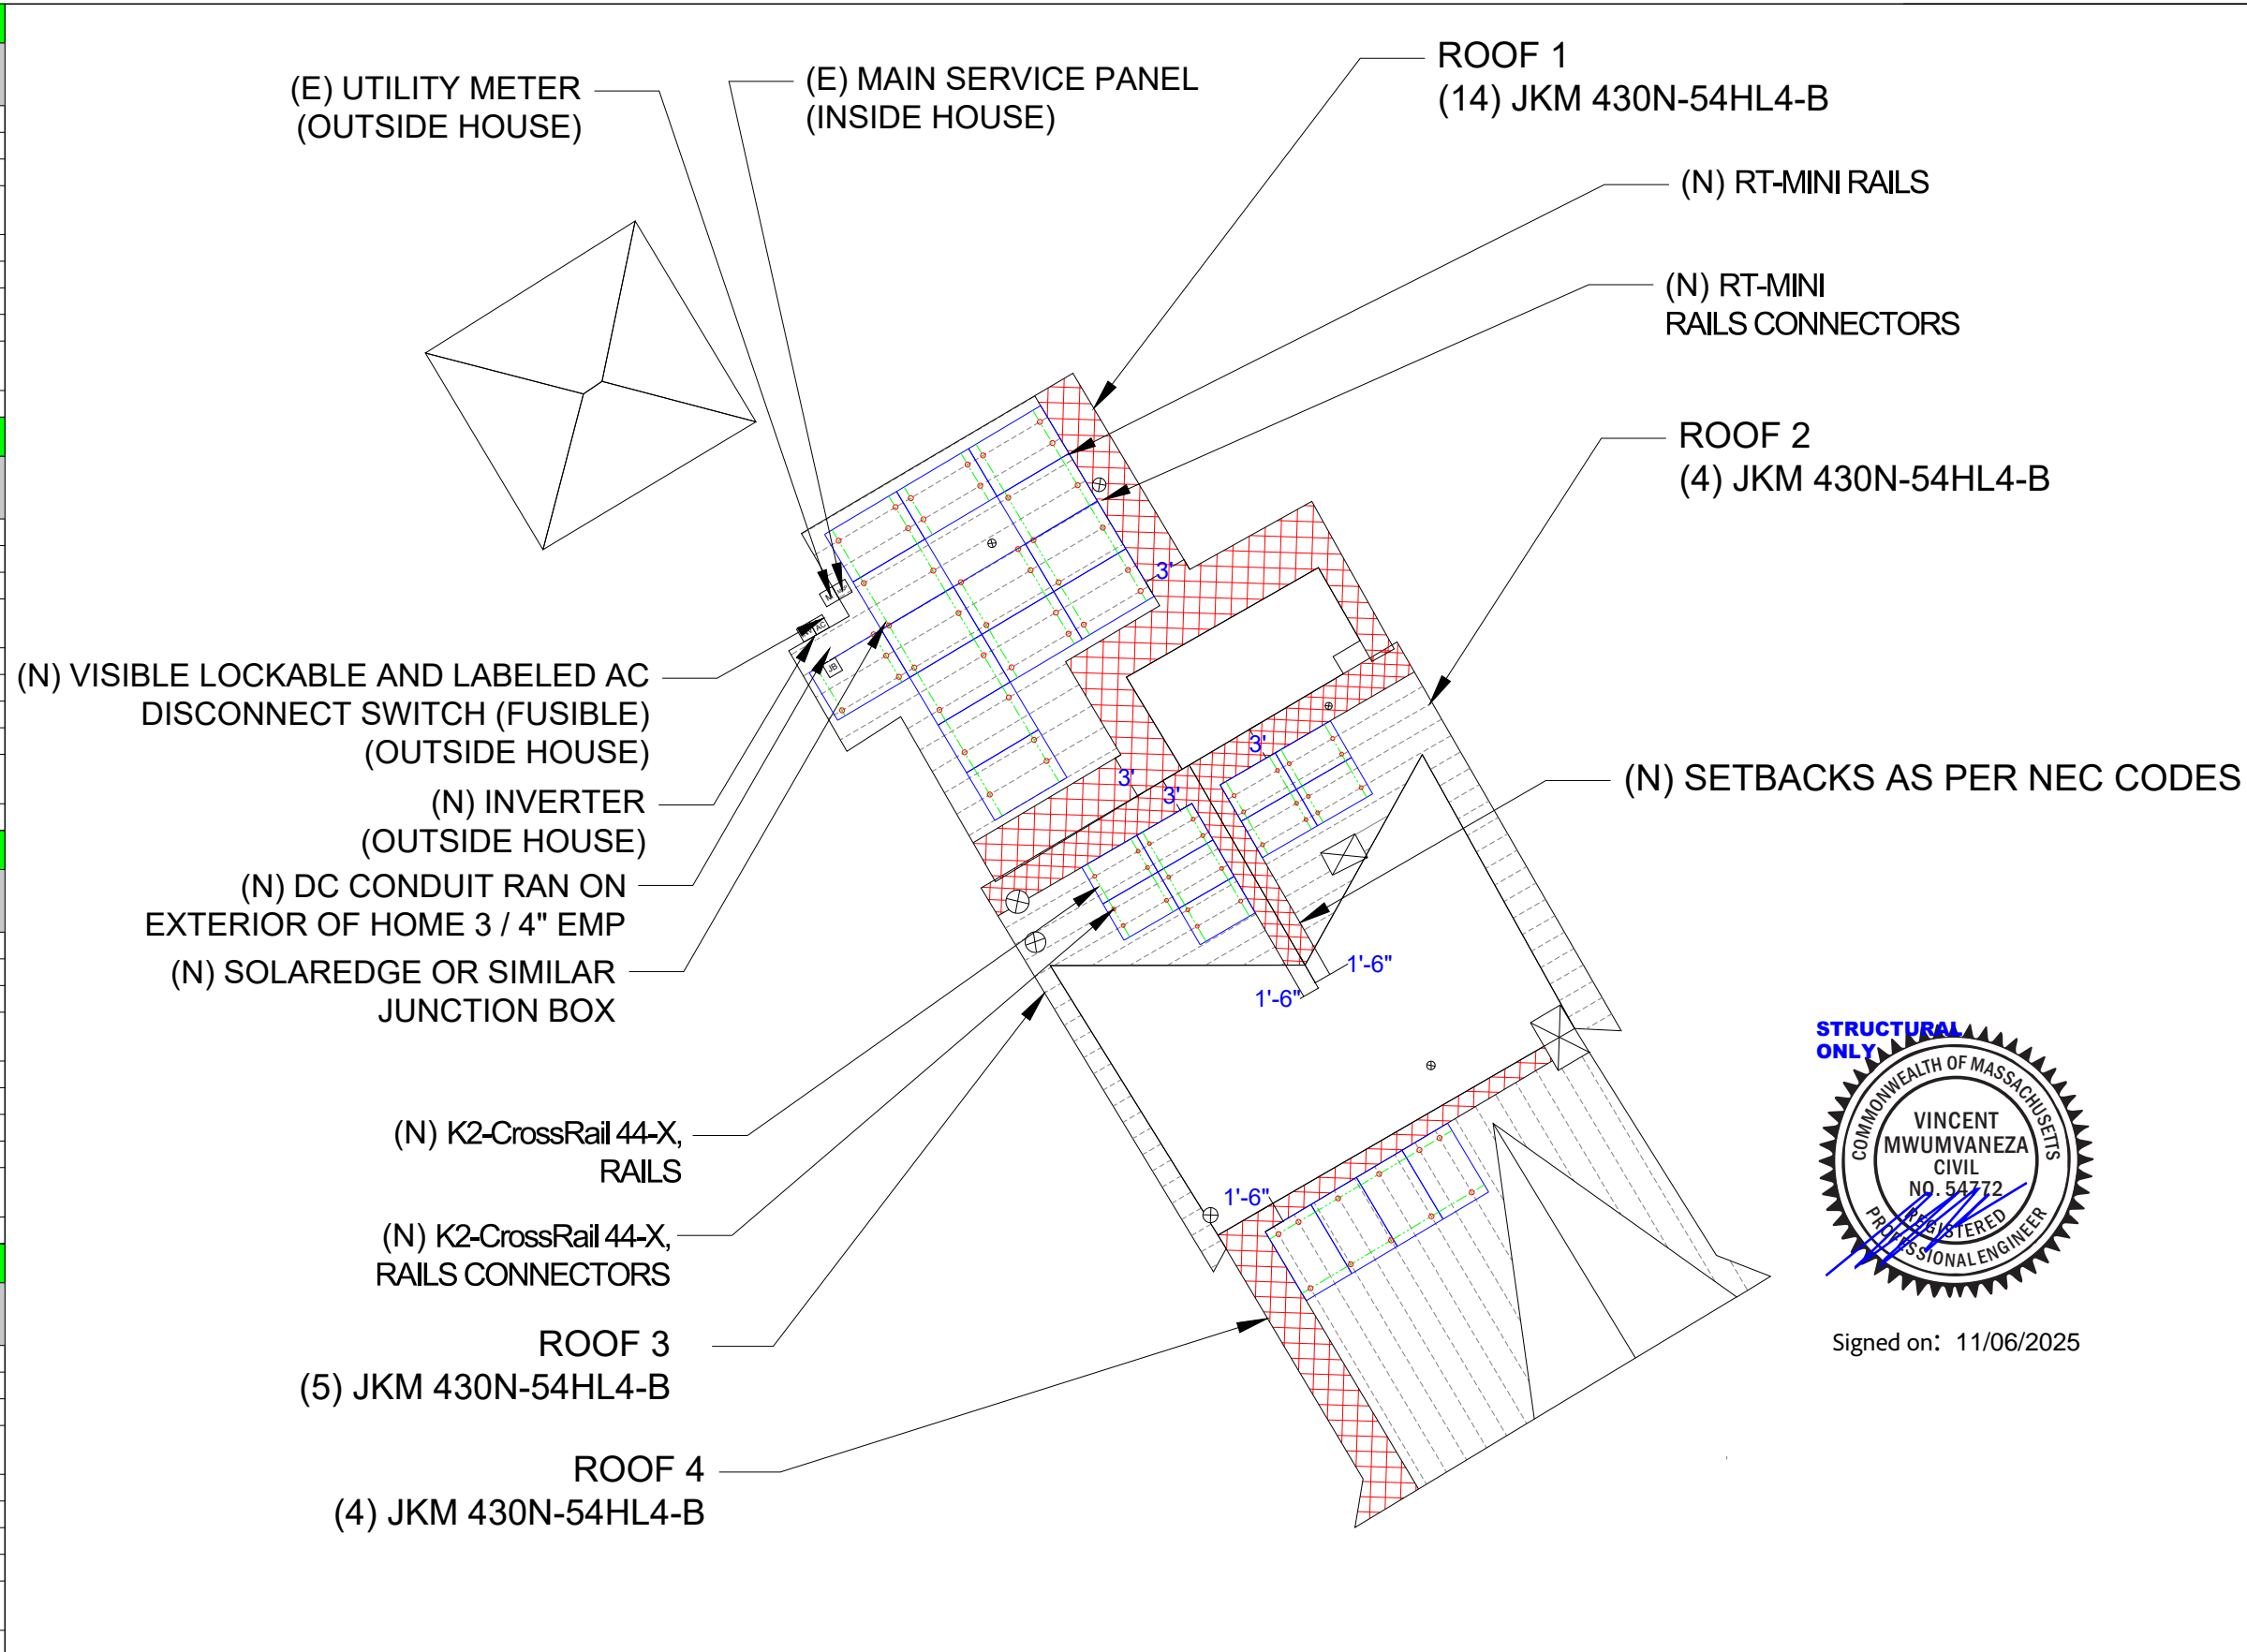 (E) UTILITY METER
(OUTSIDE HOUSE)
(E) MAIN SERVICE PANEL
(INSIDE HOUSE)
ROOF 1
(14) JKM 430N-54HL4-B
(N) RT-MINI RAILS
(N) RT-MINI
RAILS CONNECTORS
ROOF 2
(4) JKM 430N-54HL4-B
3'
M
AC
JB
(N) VISIBLE LOCKABLE AND LABELED AC
DISCONNECT SWITCH (FUSIBLE)
(OUTSIDE HOUSE)
3'
3'
3'
(N) SETBACKS AS PER NEC CODES
(N) INVERTER
(OUTSIDE HOUSE)
(N) DC CONDUIT RAN ON
EXTERIOR OF HOME 3 / 4" EMP
(N) SOLAREDGE OR SIMILAR
JUNCTION BOX
1'-6"
1'-6"
STRUCTURAL
ONLY
COMMONWEALTH OF MASSACHUSETTS
VINCENT
MWUMVANEZA
CIVIL
NO. 54772
REGISTERED
PROFESSIONAL ENGINEER
(N) K2-CrossRail 44-X,
RAILS
1'-6"
(N) K2-CrossRail 44-X,
RAILS CONNECTORS
Signed on: 11/06/2025
ROOF 3
(5) JKM 430N-54HL4-B
ROOF 4
(4) JKM 430N-54HL4-B